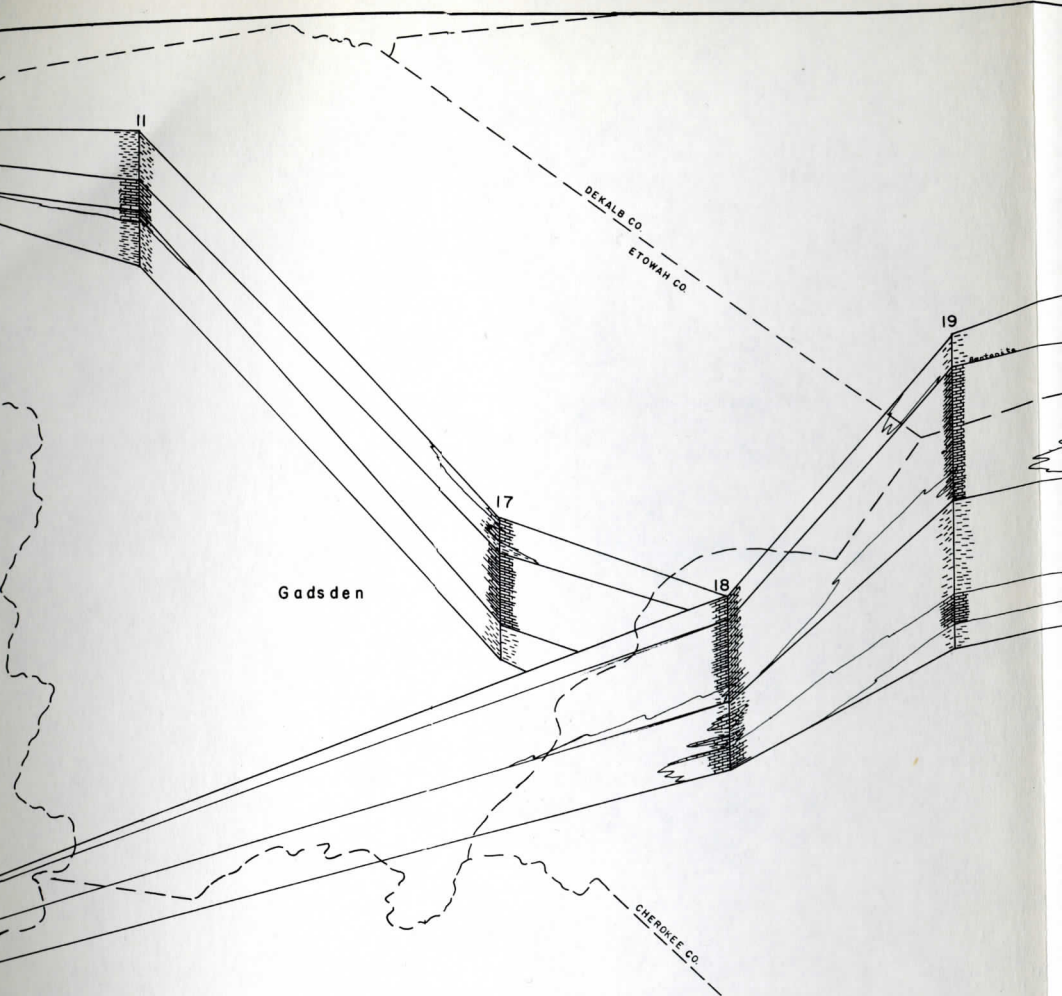 11
DEKALB CO.
ETOWAH CO.
19
Bentonite
17
Gadsden
18
CHEROKEE CO.